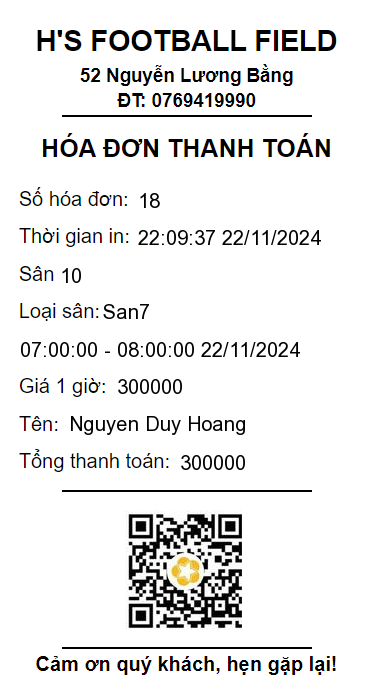 H'S FOOTBALL FIELD
52 Nguyễn Lương Bằng
ĐT: 0769419990
HÓA ĐƠN THANH TOÁN
Số hóa đơn: 18
Thời gian in: 22:09:37 22/11/2024
Sân 10
Loại sân: San7
07:00:00 - 08:00:00 22/11/2024
Giá 1 giờ: 300000
Tên: Nguyen Duy Hoang
Tổng thanh toán: 300000
Cảm ơn quý khách, hẹn gặp lại!